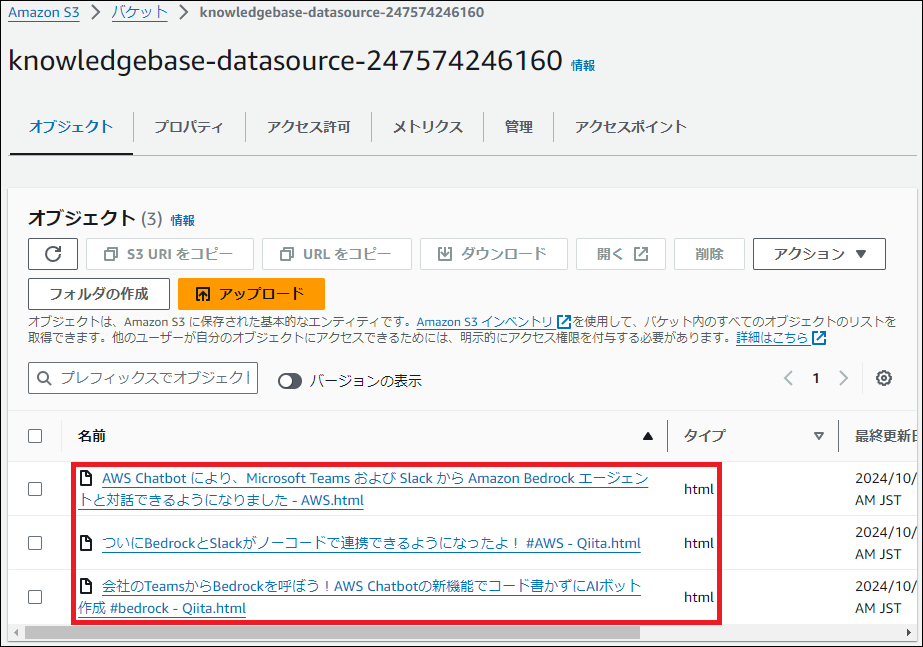 Amazon S3 > バケット > knowledgebase-datasource-247574246160
knowledgebase-datasource-247574246160 情報
オブジェクト プロパティ アクセス許可 メトリクス 管理 アクセスポイント
オブジェクト (3) 情報
S3 URI をコピー URL をコピー ダウンロード 開く 削除 アクション ▼
フォルダの作成 アップロード
オブジェクトは、Amazon S3 に保存された基本的なエンティティです。Amazon S3 インベントリ を使用して、バケット内のすべてのオブジェクトのリストを
取得できます。他のユーザーが自分のオブジェクトにアクセスできるためには、明示的にアクセス権限を付与する必要があります。詳細はこちら
プレフィックスでオブジェクト バージョンの表示 < 1 >
名前 ▲ タイプ ▽ 最終更新日
AWS Chatbot により、Microsoft Teams および Slack から Amazon Bedrock エージェン html 2024/10/
トと対話できるようになりました - AWS.html AM JST
ついにBedrockとSlackがノーコードで連携できるようになったよ！ #AWS - Qiita.html html 2024/10/
AM JST
会社のTeamsからBedrockを呼ぼう！AWS Chatbotの新機能でコード書かずにAIボット html 2024/10/
作成 #bedrock - Qiita.html AM JST